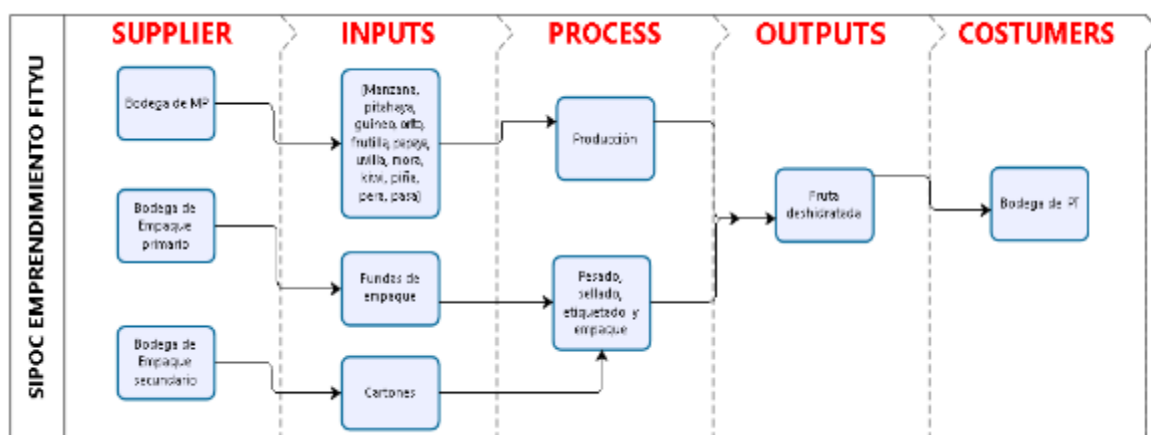 SIPOC EMPRENDIMIENTO FITYU
SUPPLIER
INPUTS
PROCESS
OUTPUTS
COSTUMERS
Bodega de MP
Bodega de
Empaque
primario
Bodega de
Empaque
secundario
[Manzana,
pitahaya,
guineo,
frutilla, papaya,
uvilla, mora,
kiwi, piña,
pera, pasa]
Fundas de
empaque
Cartones
Producción
Pesado,
sellado,
etiquetado y
empaque
Fruta
deshidratada
Bodega de PT